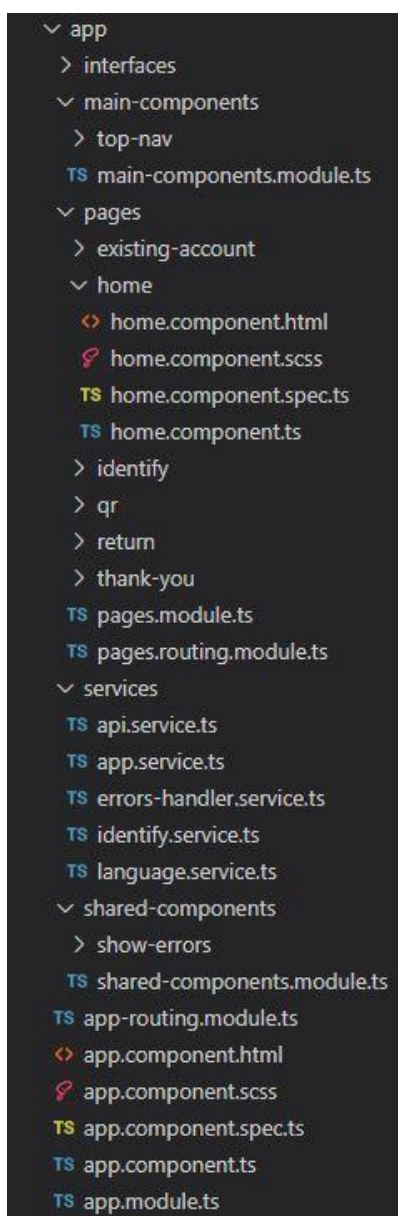 app
interfaces
main-components
top-nav
TS main-components.module.ts
pages
existing-account
home
<> home.component.html
home.component.scss
TS home.component.spec.ts
TS home.component.ts
identify
qr
return
thank-you
TS pages.module.ts
TS pages.routing.module.ts
services
TS api.service.ts
TS app.service.ts
TS errors-handler.service.ts
TS identify.service.ts
TS language.service.ts
shared-components
show-errors
TS shared-components.module.ts
TS app-routing.module.ts
<> app.component.html
app.component.scss
TS app.component.spec.ts
TS app.component.ts
TS app.module.ts